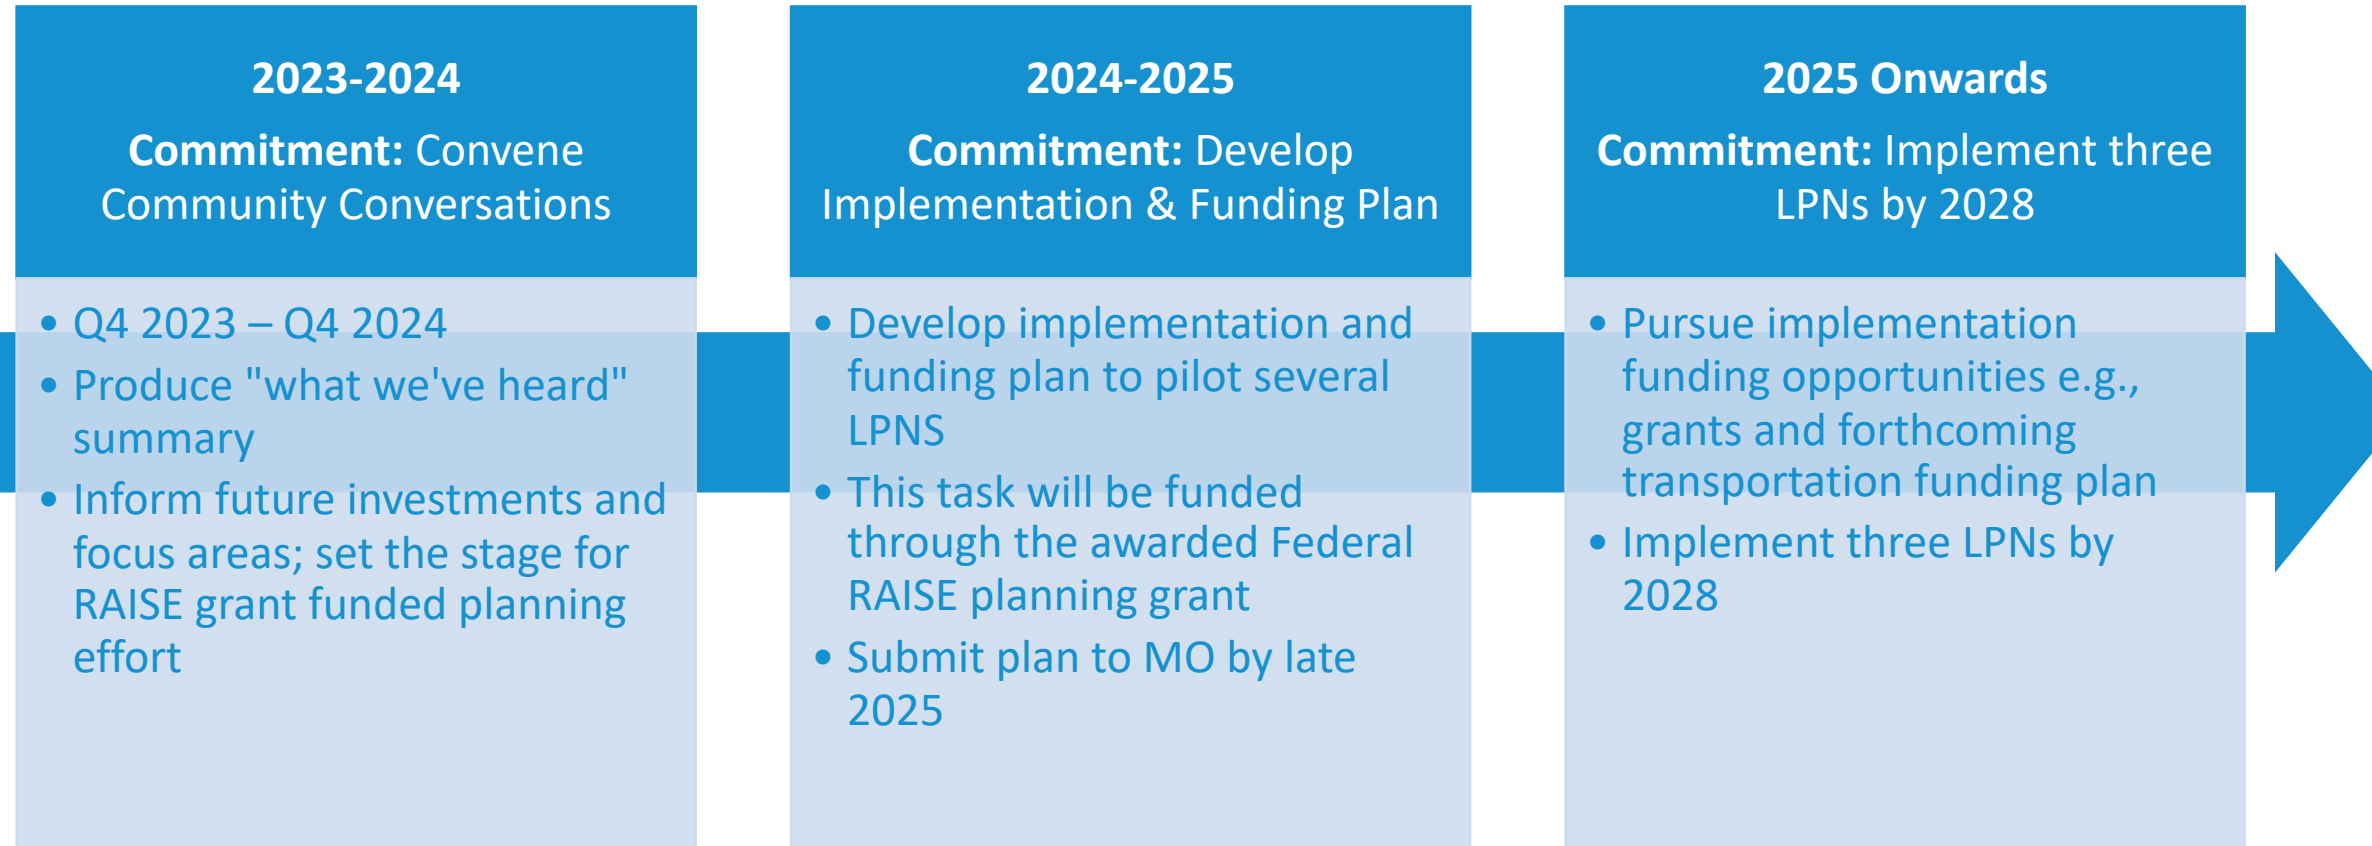 2023-2024
Commitment: Convene
Community Conversations
• Q4 2023 – Q4 2024
• Produce "what we've heard"
summary
• Inform future investments and
focus areas; set the stage for
RAISE grant funded planning
effort
2024-2025
Commitment: Develop
Implementation & Funding Plan
• Develop implementation and
funding plan to pilot several
LPNS
• This task will be funded
through the awarded Federal
RAISE planning grant
• Submit plan to MO by late
2025
2025 Onwards
Commitment: Implement three
LPNs by 2028
• Pursue implementation
funding opportunities e.g.,
grants and forthcoming
transportation funding plan
• Implement three LPNs by
2028